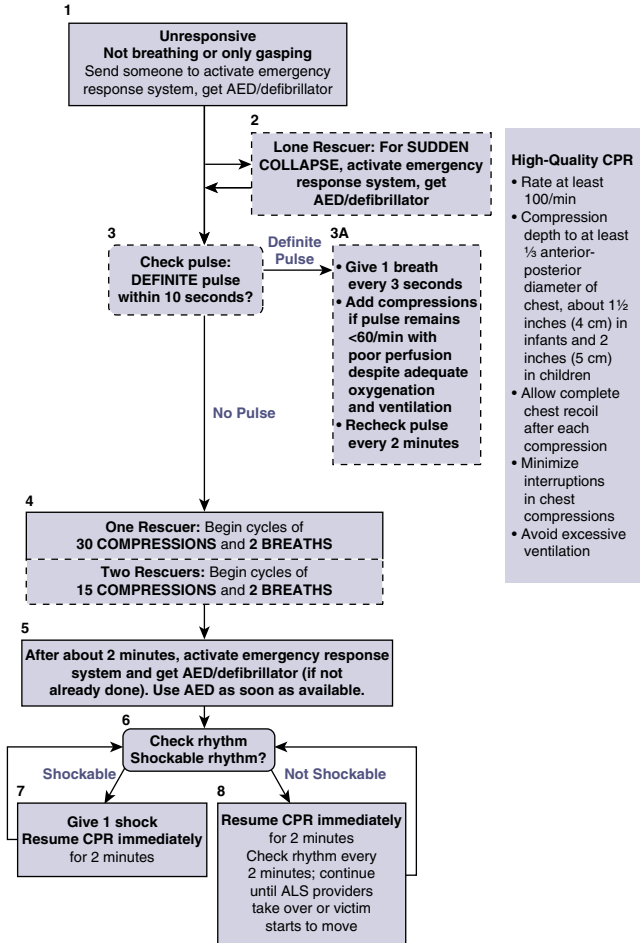 1
Unresponsive
Not breathing or only gasping
Send someone to activate emergency
response system, get AED/defibrillator
2
Lone Rescuer: For SUDDEN
COLLAPSE, activate emergency
response system, get
AED/defibrillator
3
Check pulse:
DEFINITE pulse
within 10 seconds?
Definite
Pulse
3A
• Give 1 breath
every 3 seconds
• Add compressions
if pulse remains
<60/min with
poor perfusion
despite adequate
oxygenation
and ventilation
• Recheck pulse
every 2 minutes
No Pulse
4
One Rescuer: Begin cycles of
30 COMPRESSIONS and 2 BREATHS
Two Rescuers: Begin cycles of
15 COMPRESSIONS and 2 BREATHS
5
After about 2 minutes, activate emergency response
system and get AED/defibrillator (if not
already done). Use AED as soon as available.
6
Check rhythm
Shockable rhythm?
Shockable
Not Shockable
7
Give 1 shock
Resume CPR immediately
for 2 minutes
8
Resume CPR immediately
for 2 minutes
Check rhythm every
2 minutes; continue
until ALS providers
take over or victim
starts to move
High-Quality CPR
• Rate at least
100/min
• Compression
depth to at least
⅓ anterior-
posterior
diameter of
chest, about 1½
inches (4 cm) in
infants and 2
inches (5 cm)
in children
• Allow complete
chest recoil
after each
compression
• Minimize
interruptions
in chest
compressions
• Avoid excessive
ventilation